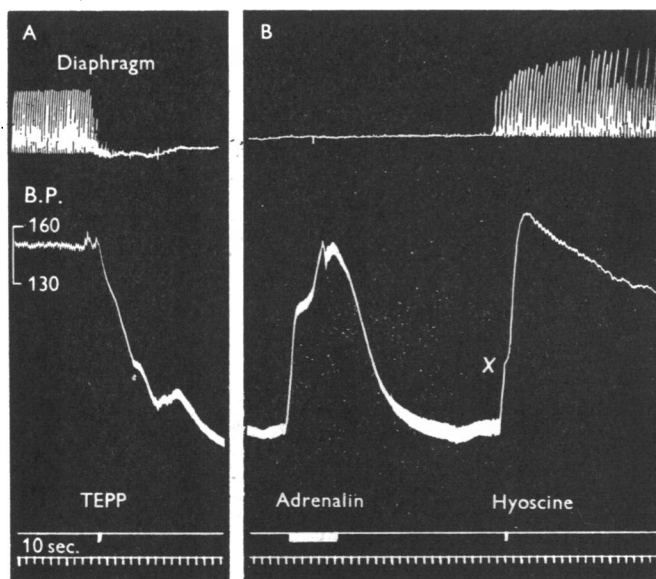 A
Diaphragm
B.P.
160
130
TEPP
10 sec.
B
X
Adrenalin
Hyoscine